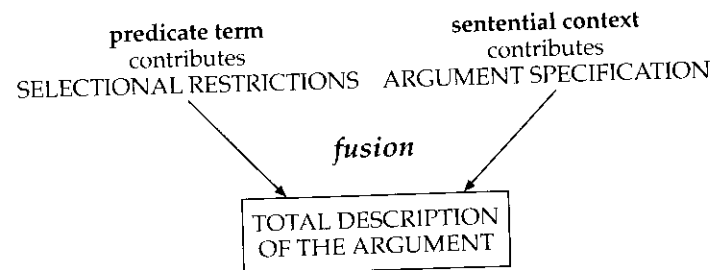 predicate term
contributes
SELECTIONAL RESTRICTIONS
sentential context
contributes
ARGUMENT SPECIFICATION
fusion
TOTAL DESCRIPTION
OF THE ARGUMENT